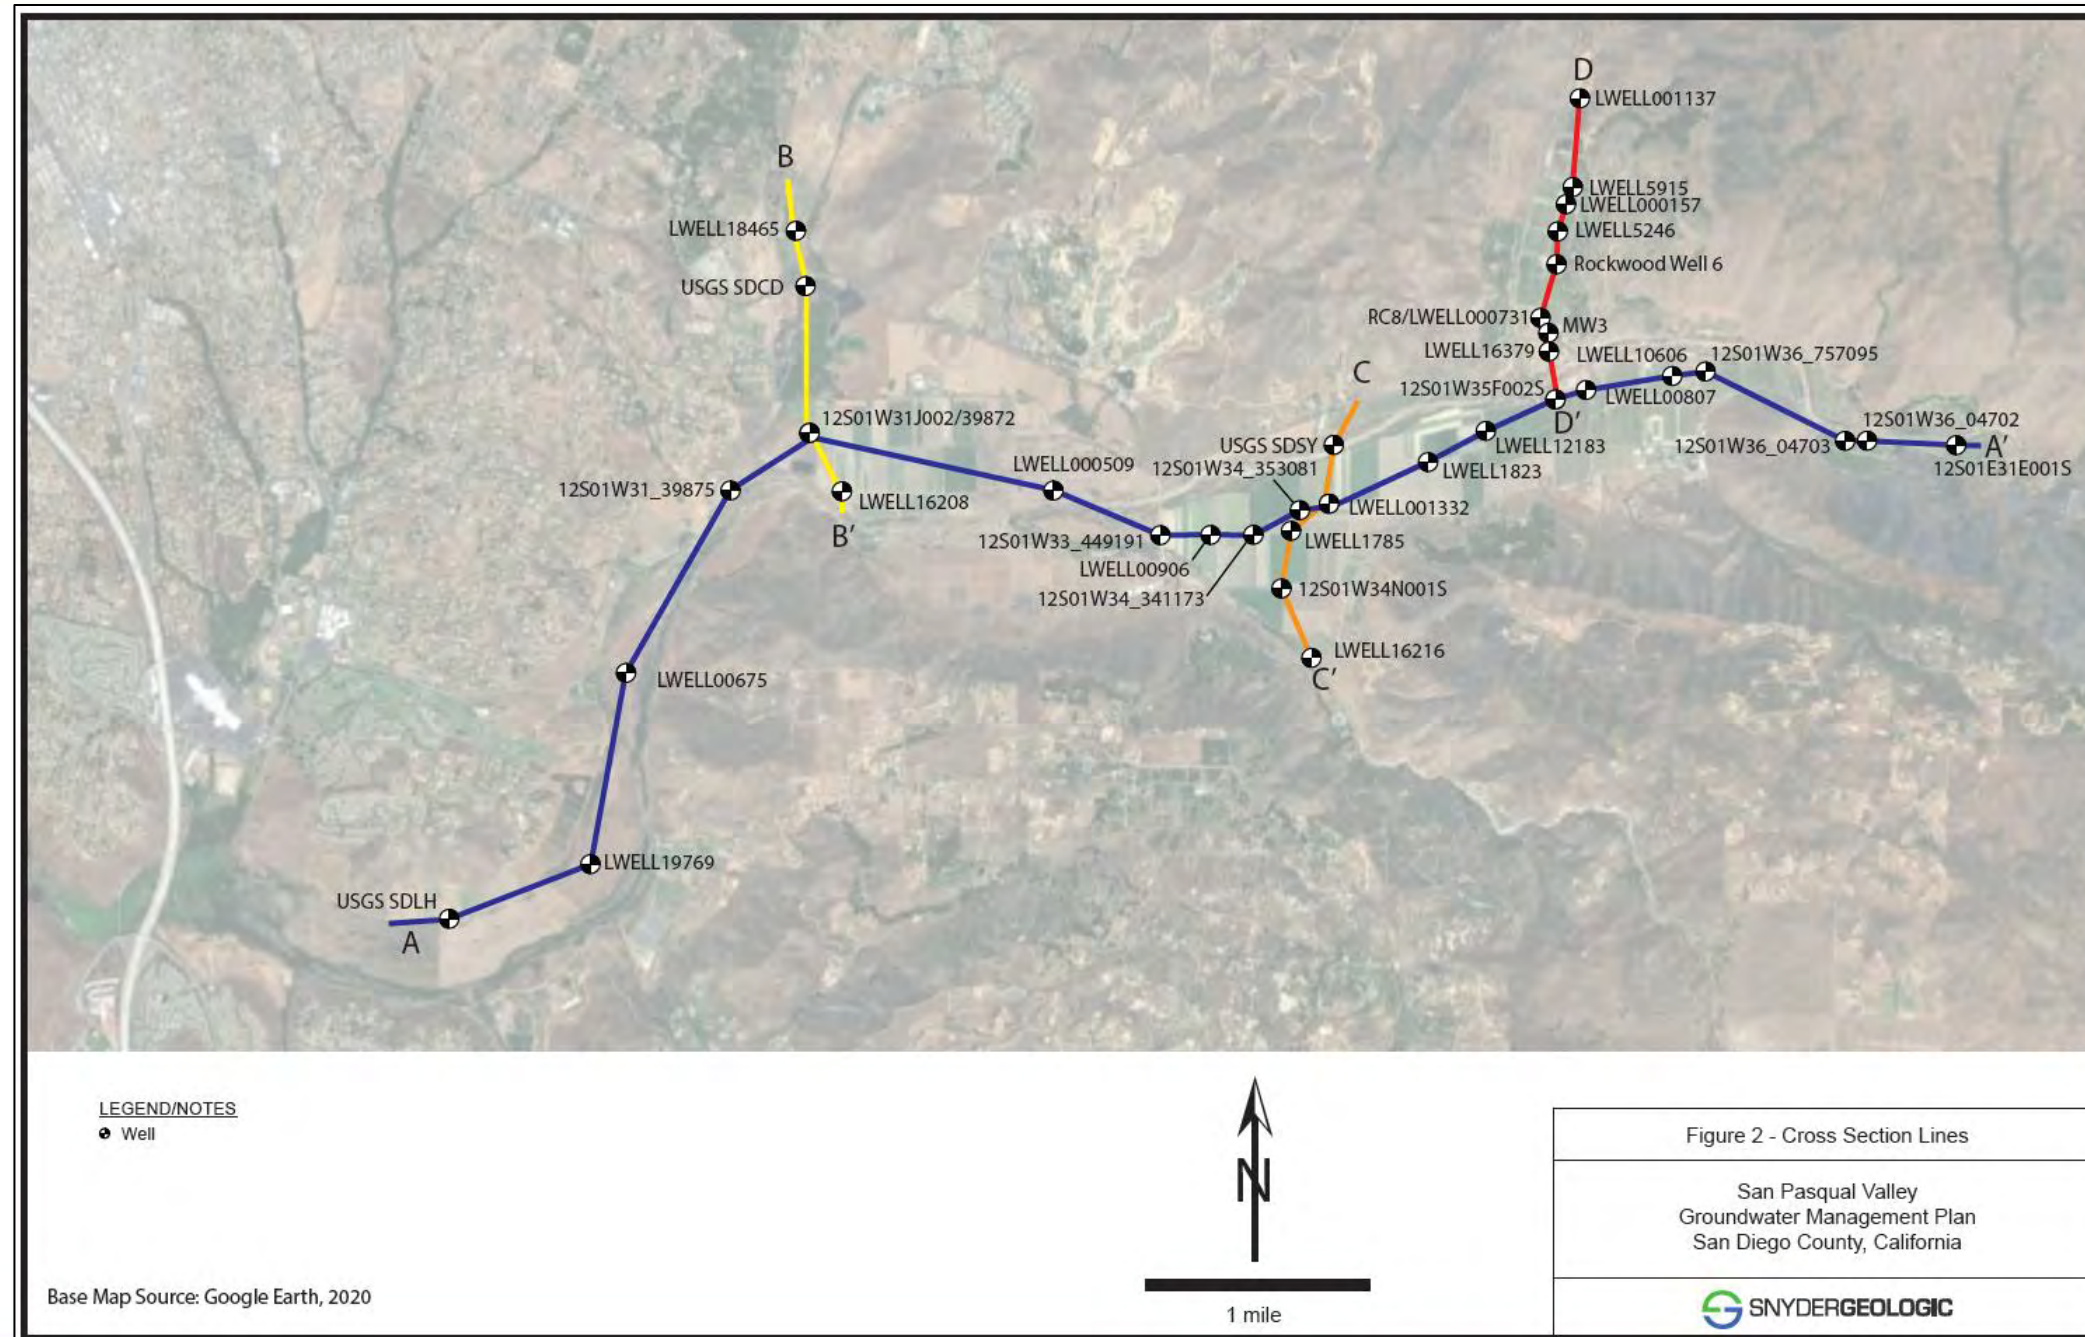 D
LWELL001137
B
LWELL5915
LWELL000157
LWELL18465
LWELL5246
Rockwood Well 6
USGS SDCD
RC8/LWELL000731
MW3
LWELL16379
LWELL10606
12S01W36_757095
C
12S01W35F002S
LWELL00807
D'
12S01W31J002/39872
12S01W36_04702
USGS SDSY
LWELL12183
12S01W36_04703
A'
LWELL000509
12S01W34_353081
LWELL1823
12S01E31E001S
12S01W31_39875
LWELL16208
LWELL001332
B'
12S01W33_449191
LWELL1785
LWELL00906
12S01W34_341173
12S01W34N001S
LWELL16216
C'
LWELL00675
LWELL19769
USGS SDLH
A
LEGEND/NOTES
Well
N
1 mile
Base Map Source: Google Earth, 2020
Figure 2 - Cross Section Lines
San Pasqual Valley
Groundwater Management Plan
San Diego County, California
SNYDERGEOLOGIC